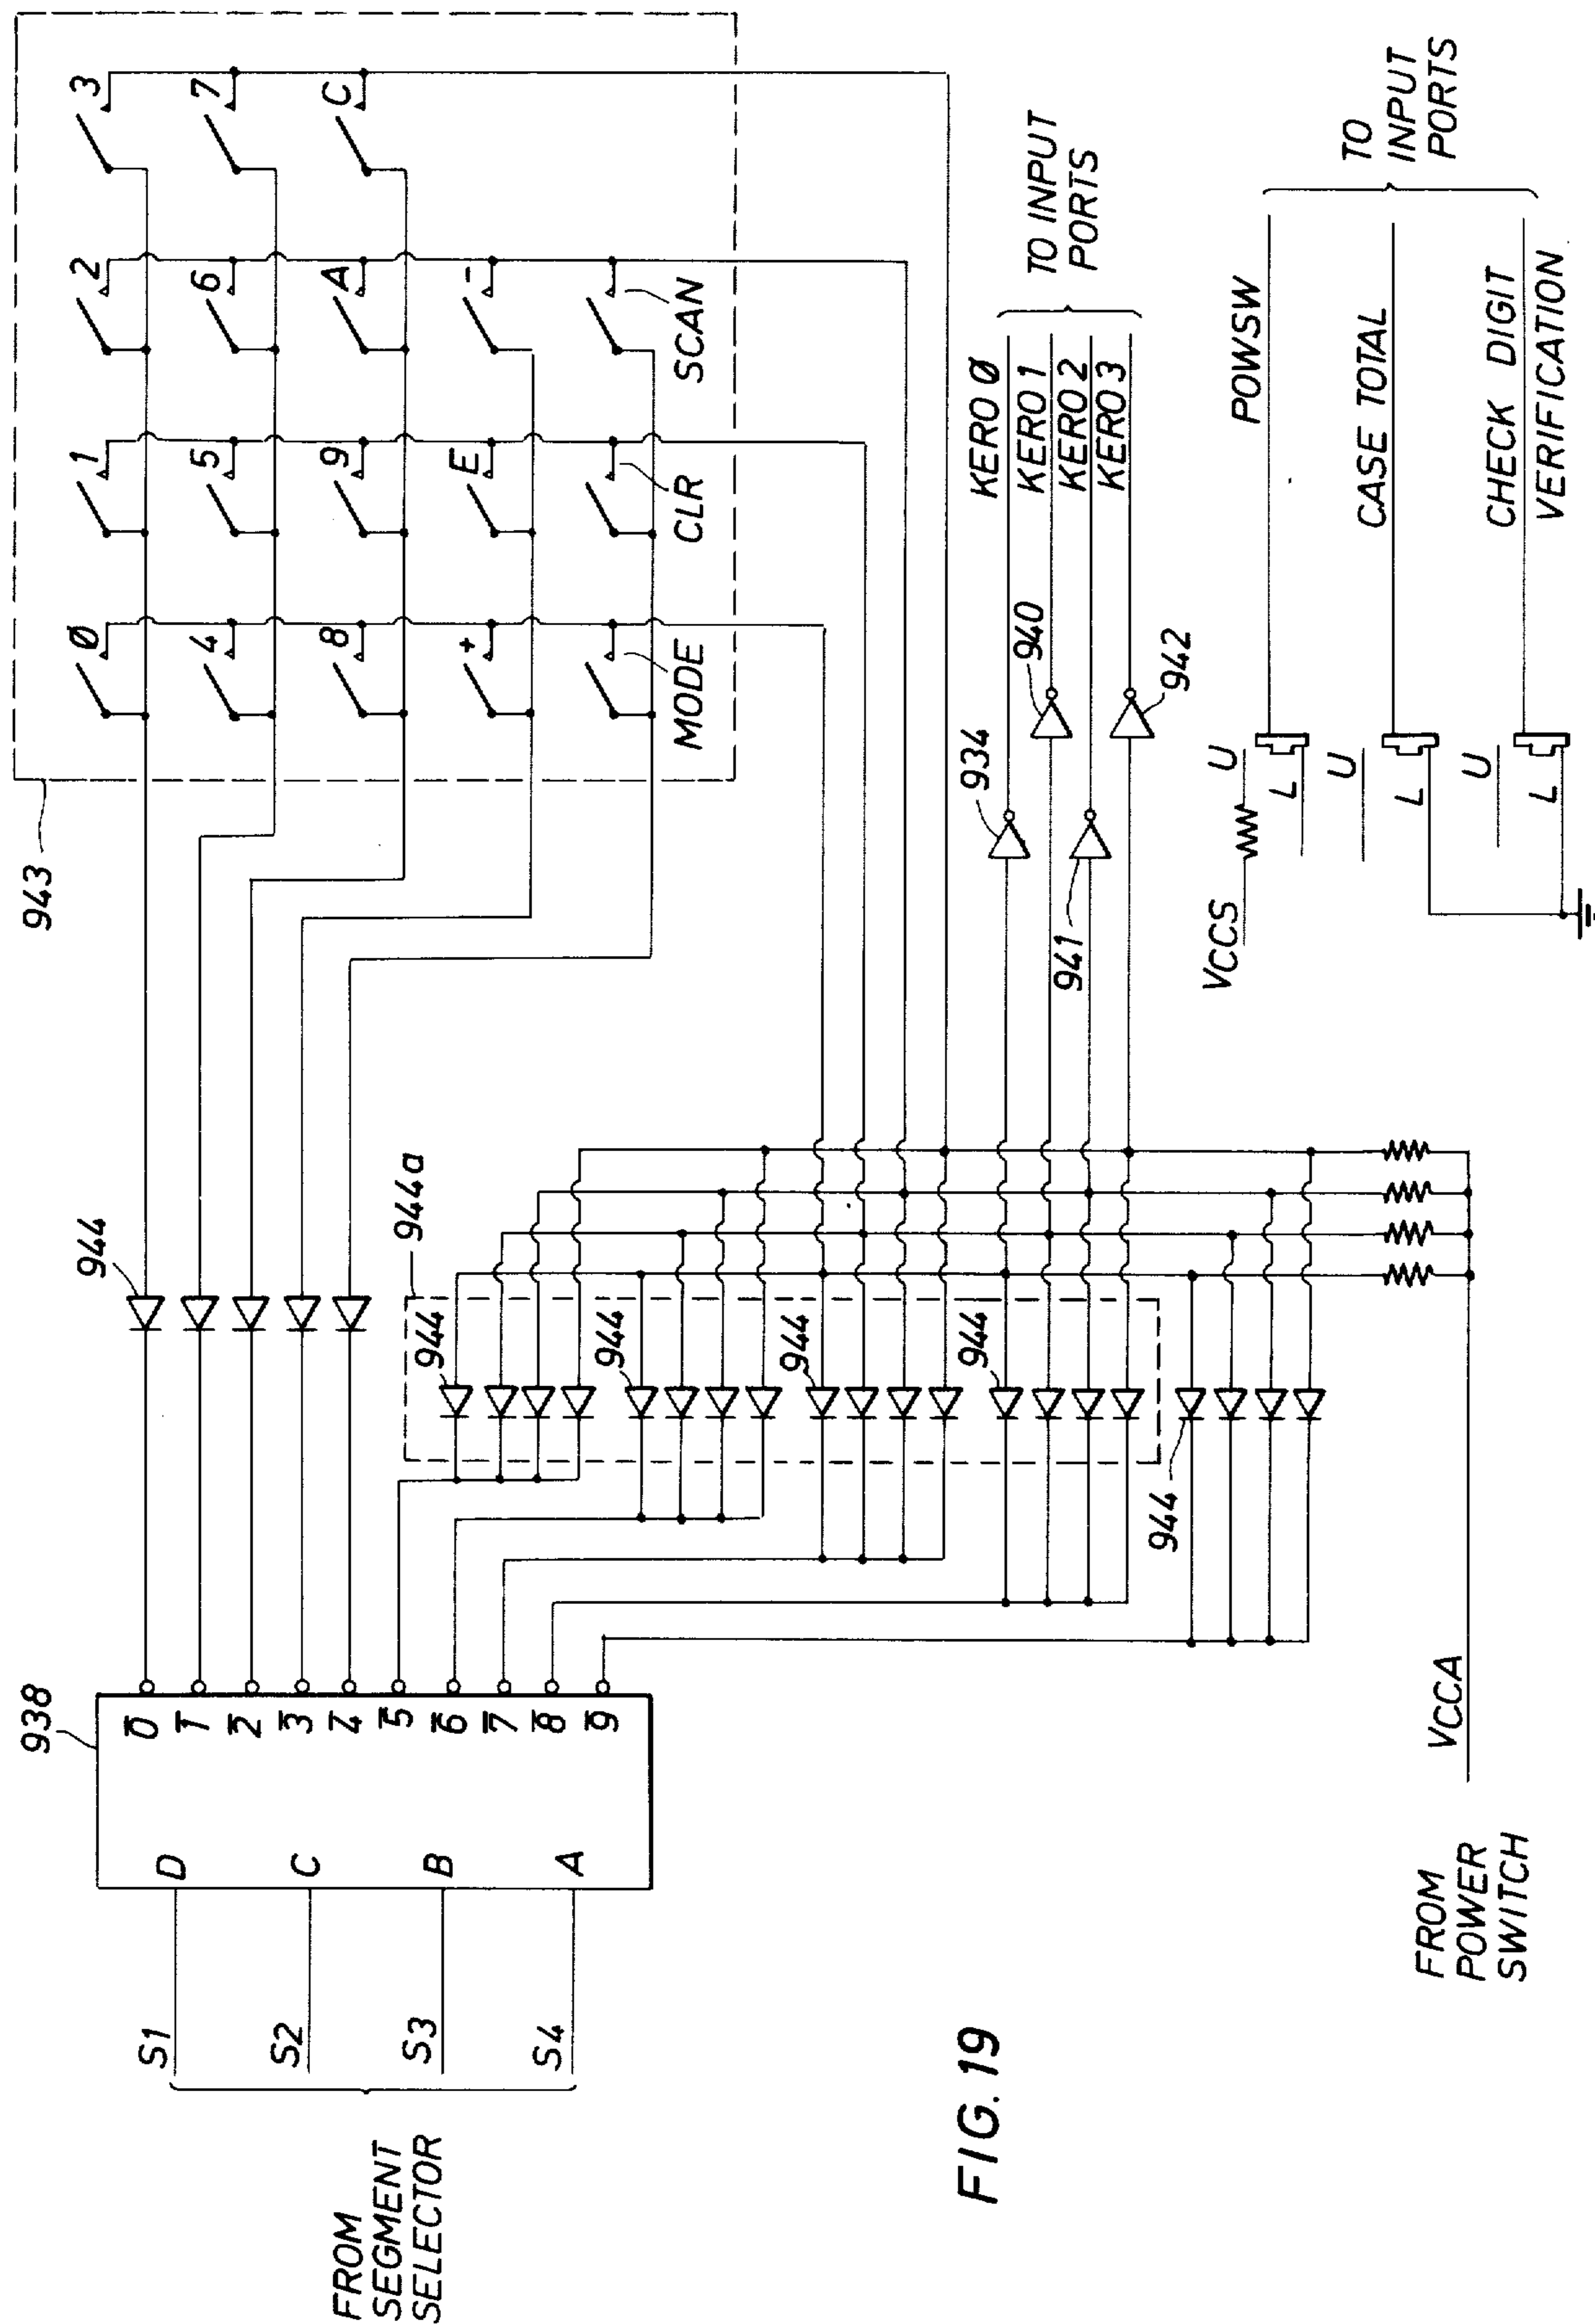 943
Ø
1
2
3
4
5
6
7
8
9
A
C
+
E
-
MODE
CLR
SCAN
944
944a
944
944
944
944
944
938
D
C
B
A
0
1
2
3
4
5
6
7
8
9
S1
S2
S3
S4
FROM
SEGMENT
SELECTOR
934
940
941
942
KERO Ø
KERO 1
KERO 2
KERO 3
TO INPUT
PORTS
VCCS
U
L
U
L
U
L
POWSW
CASE TOTAL
CHECK DIGIT
VERIFICATION
TO
INPUT
PORTS
VCCA
FROM
POWER
SWITCH
FIG. 19